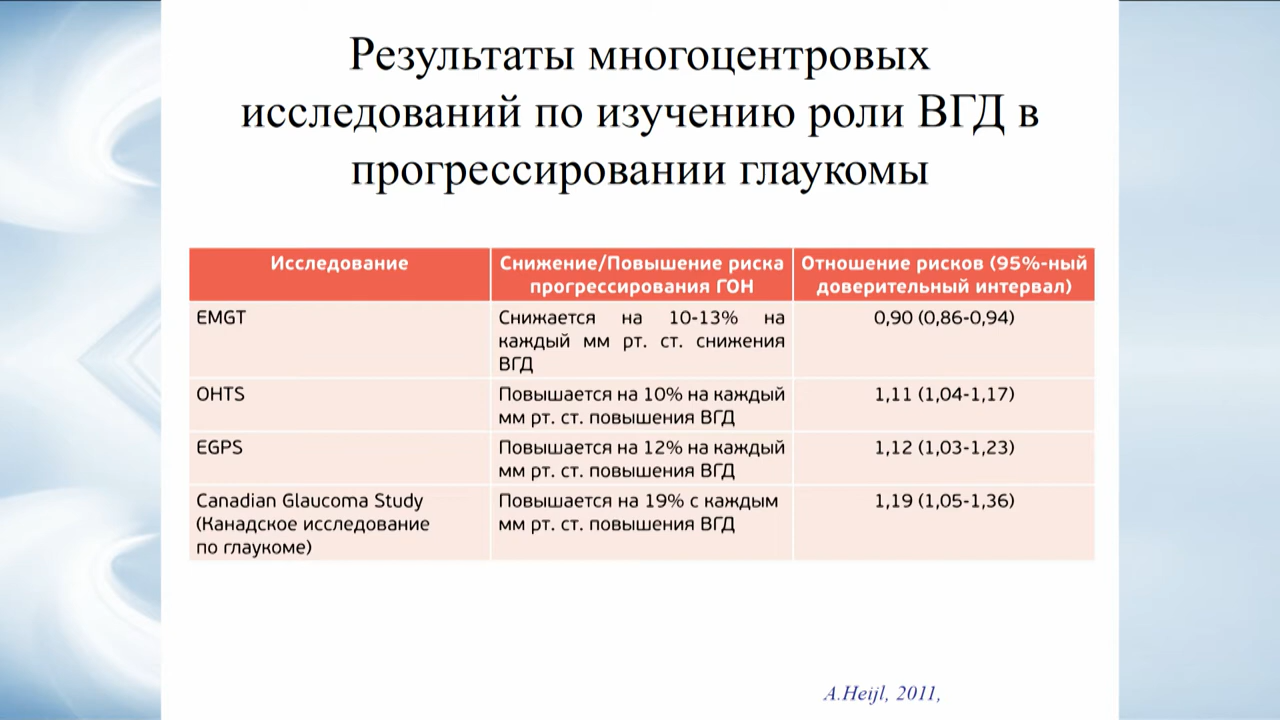 Результаты многоцентровых
исследований по изучению роли ВГД в
прогрессировании глаукомы
Исследование
Снижение/Повышение риска
прогрессирования ГОН
Отношение рисков (95%-ный
доверительный интервал)
EMGT
Снижается на 10-13% на
каждый мм рт. ст. снижения
ВГД
0,90 (0,86-0,94)
OHTS
Повышается на 10% на каждый
мм рт. ст. повышения ВГД
1,11 (1,04-1,17)
EGPS
Повышается на 12% на каждый
мм рт. ст. повышения ВГД
1,12 (1,03-1,23)
Canadian Glaucoma Study
(Канадское исследование
по глаукоме)
Повышается на 19% с каждым
мм рт. ст. повышения ВГД
1,19 (1,05-1,36)
A.Heijl, 2011,